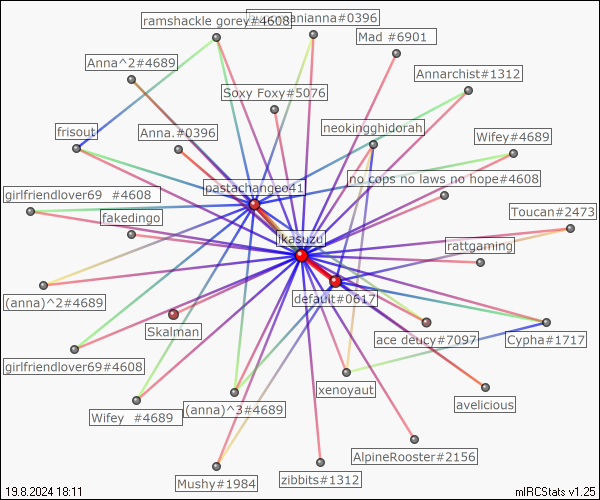 ramshackle gorey#4608
anianna#0396
Mad #6901
Anna^2#4689
Annarchist#1312
Soxy Foxy#5076
neokingghidorah
frisout
Anna.#0396
Wifey#4689
pastachangeo41
no cops no laws no hope#4608
girlfriendlover69 #4608
Toucan#2473
fakedingo
ikasuzu
rattgaming
(anna)^2#4689
default#0617
Skalman
ace deucy#7097
Cypha#1717
girlfriendlover69#4608
xenoyaut
avelicious
Wifey #4689
(anna)^3#4689
AlpineRooster#2156
Mushy#1984
zibbits#1312
19.8.2024 18:11
mIRCStats v1.25